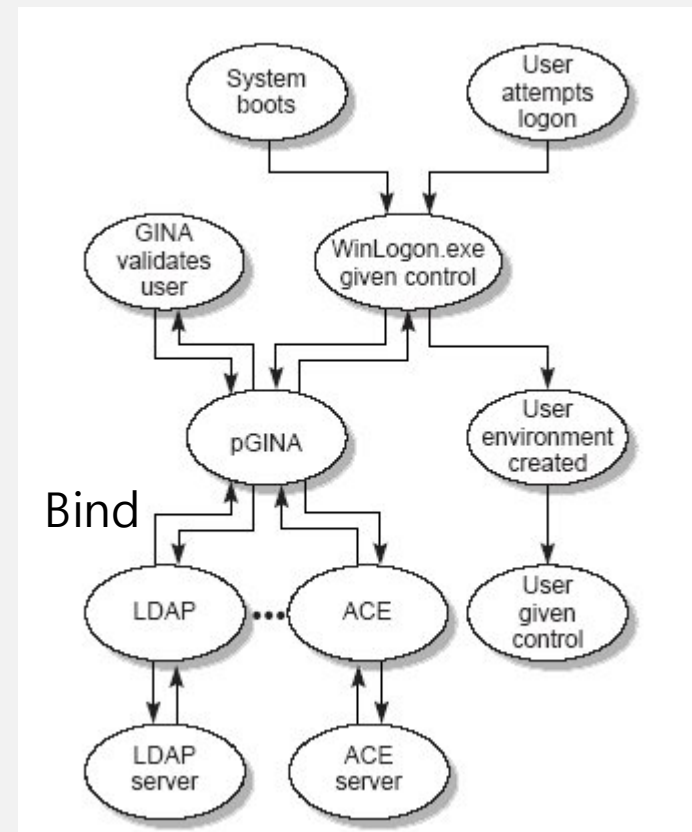 System
boots
User
attempts
logon
GINA
validates
user
WinLogon.exe
given control
pGINA
User
environment
created
Bind
LDAP
ACE
User
given
control
LDAP
server
ACE
server